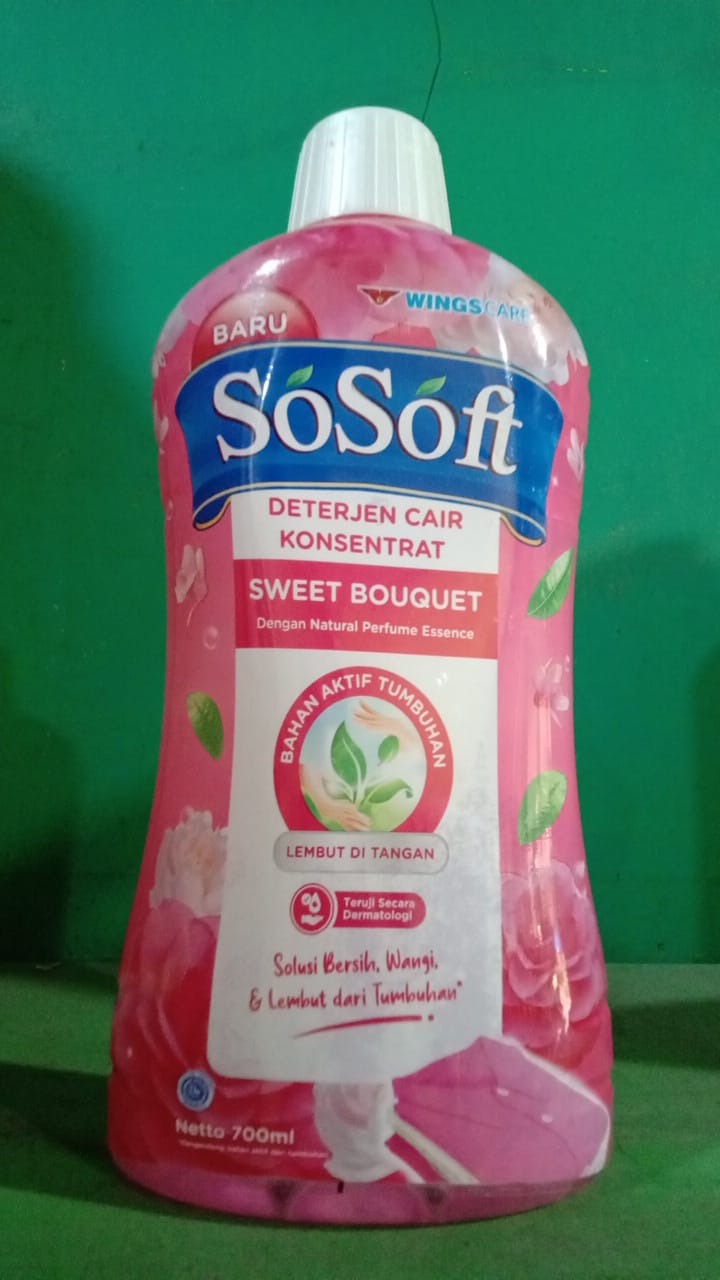 WINGSCARE
BARU
SóSóft
DETERJEN CAIR
KONSENTRAT
SWEET BOUQUET
Dengan Natural Perfume Essence
BAHAN AKTIF TUMBUHAN
LEMBUT DI TANGAN
Teruji Secara
Dermatologi
Solusi Bersih, Wangi,
& Lembut dari Tumbuhan*
Netto 700ml